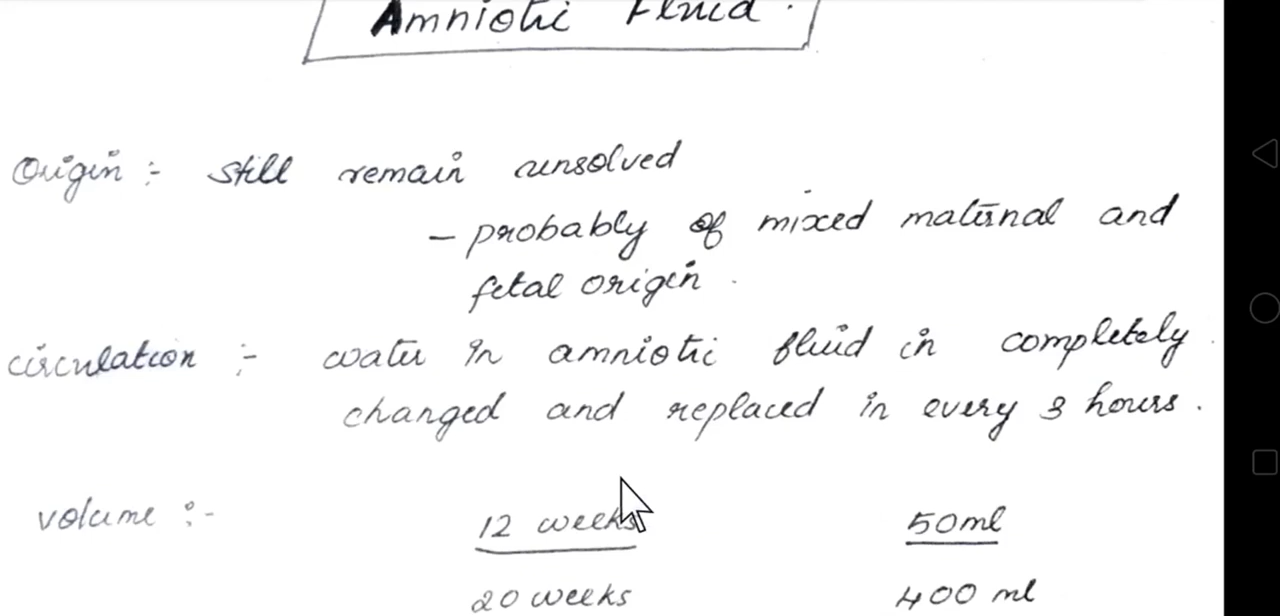 Amniotic Fluid.
Origin :- still remain unsolved
- probably of mixed maternal and
fetal origin.
circulation :- water in amniotic fluid in completely
changed and replaced in every 3 hours.
volume :- 12 weeks 50ml
20 weeks 400 ml